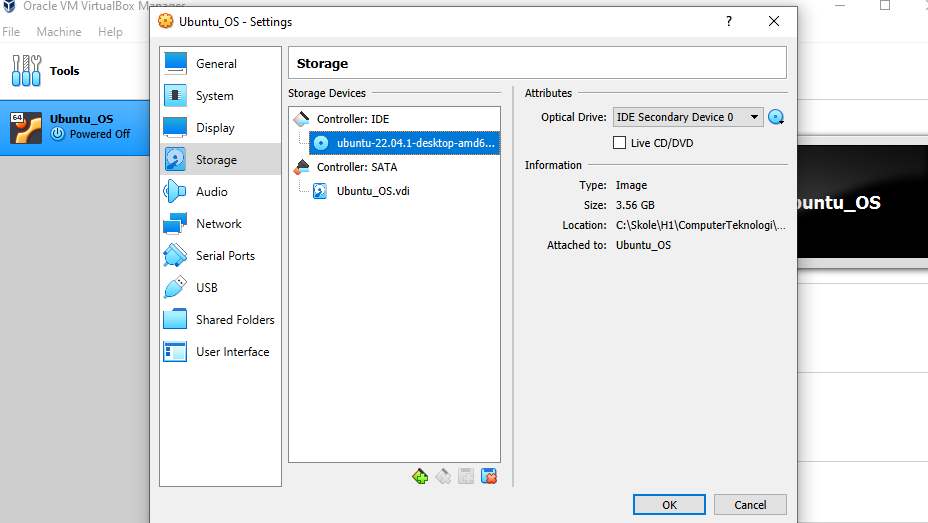 Oracle VM VirtualBox Manager
Ubuntu_OS - Settings
?
File Machine Help
Tools
64
Ubuntu_OS
Powered Off
General
System
Display
Storage
Audio
Network
Serial Ports
USB
Shared Folders
User Interface
Storage
Storage Devices
Controller: IDE
ubuntu-22.04.1-desktop-amd6...
Controller: SATA
Ubuntu_OS.vdi
Attributes
Optical Drive: IDE Secondary Device 0
Live CD/DVD
Information
Type: Image
Size: 3.56 GB
Location: C:\Skole\H1\ComputerTeknologi\...
Attached to: Ubuntu_OS
buntu_OS
OK Cancel